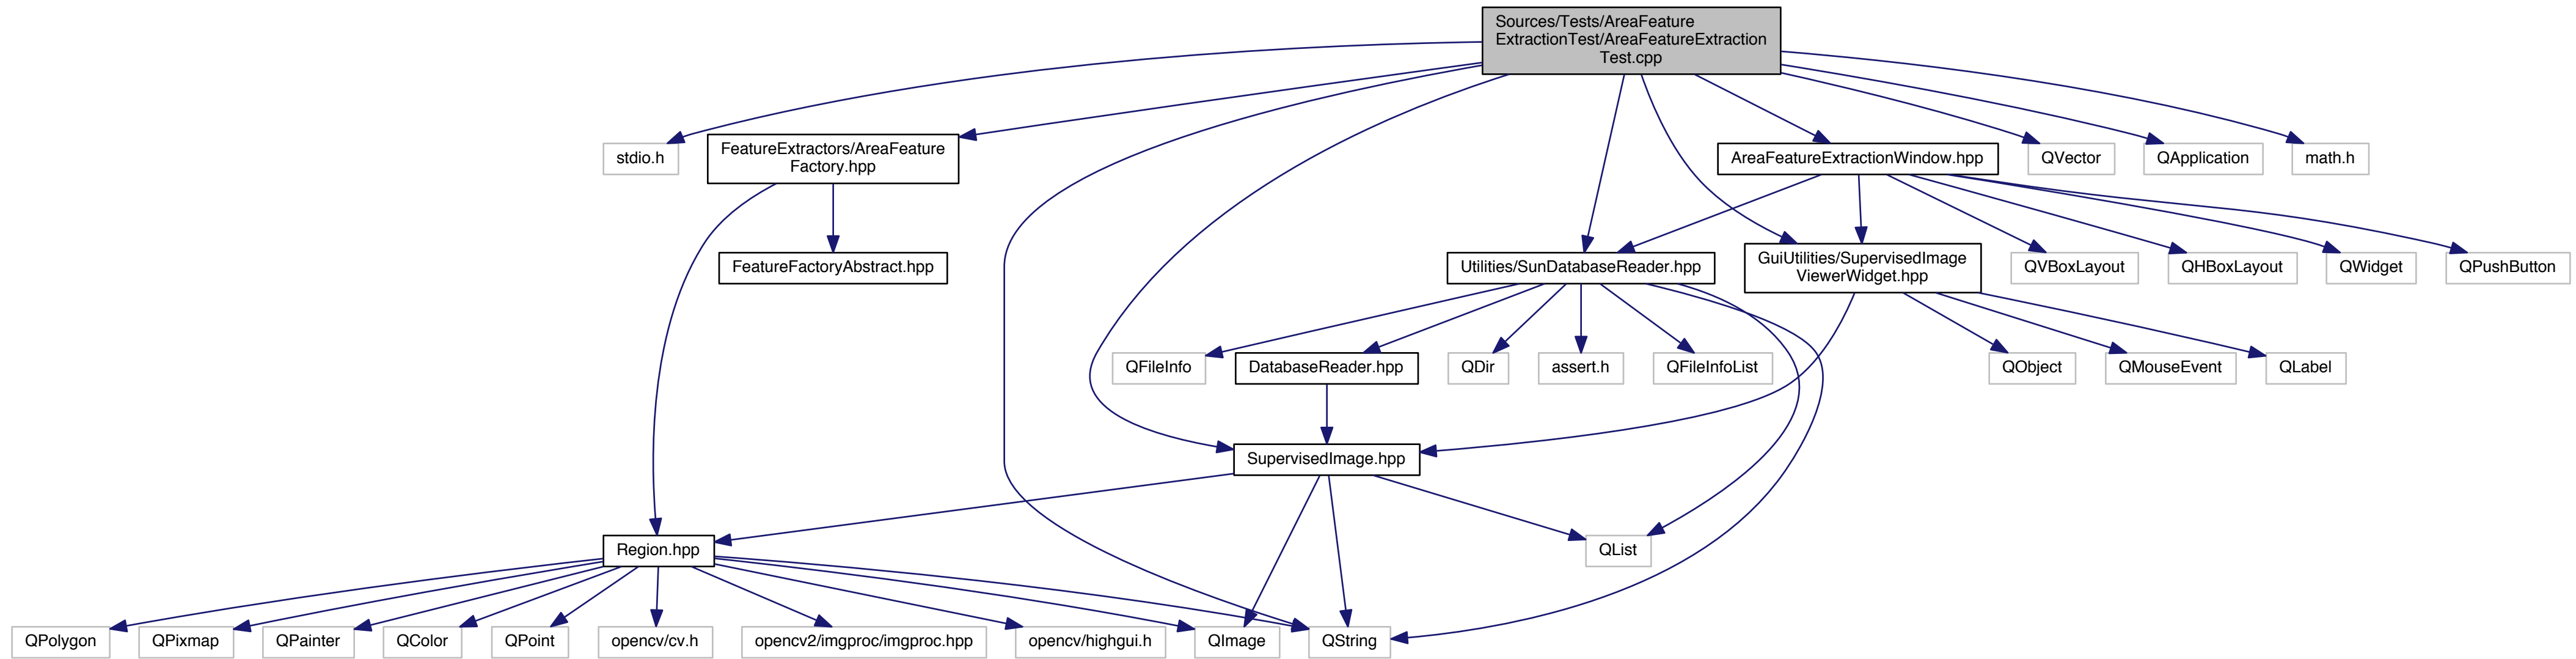 Sources/Tests/AreaFeature
ExtractionTest/AreaFeatureExtraction
Test.cpp
stdio.h
FeatureExtractors/AreaFeature
Factory.hpp
AreaFeatureExtractionWindow.hpp
QVector
QApplication
math.h
FeatureFactoryAbstract.hpp
Utilities/SunDatabaseReader.hpp
GuiUtilities/SupervisedImage
ViewerWidget.hpp
QVBoxLayout
QHBoxLayout
QWidget
QPushButton
QFileInfo
DatabaseReader.hpp
QDir
assert.h
QFileInfoList
QObject
QMouseEvent
QLabel
SupervisedImage.hpp
Region.hpp
QList
QPolygon
QPixmap
QPainter
QColor
QPoint
opencv/cv.h
opencv2/imgproc/imgproc.hpp
opencv/highgui.h
QImage
QString